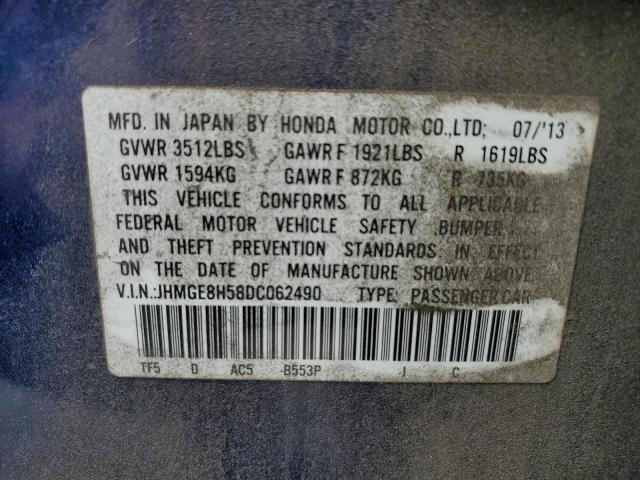 MFD. IN JAPAN BY HONDA MOTOR CO.,LTD; 07/'13
GVWR 3512LBS GAWR F 1921LBS R 1619LBS
GVWR 1594KG GAWR F 872KG R 735KG
THIS VEHICLE CONFORMS TO ALL APPLICABLE
FEDERAL MOTOR VEHICLE SAFETY, BUMPER,
AND THEFT PREVENTION STANDARDS IN EFFECT
ON THE DATE OF MANUFACTURE SHOWN ABOVE.
V.I.N.:JHMGE8H58DC062490 TYPE: PASSENGER CAR
TF5 D AC5 -B553P -J C